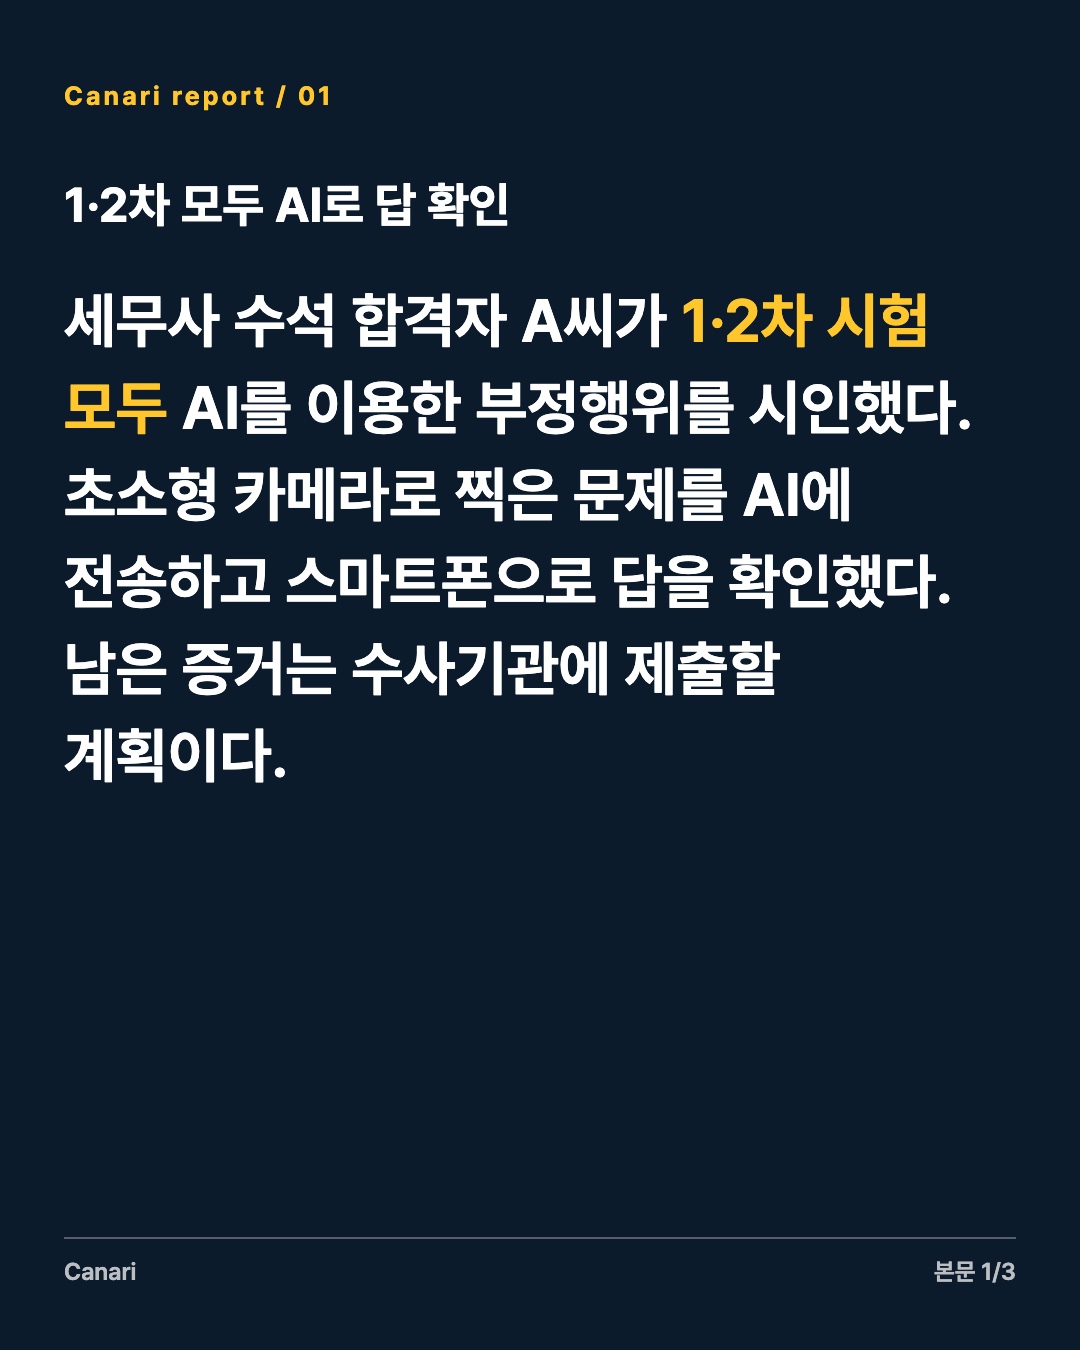 Canari report / 01
1·2차 모두 AI로 답 확인
세무사 수석 합격자 A씨가 1·2차 시험
모두 AI를 이용한 부정행위를 시인했다.
초소형 카메라로 찍은 문제를 AI에
전송하고 스마트폰으로 답을 확인했다.
남은 증거는 수사기관에 제출할
계획이다.
Canari
본문 1/3